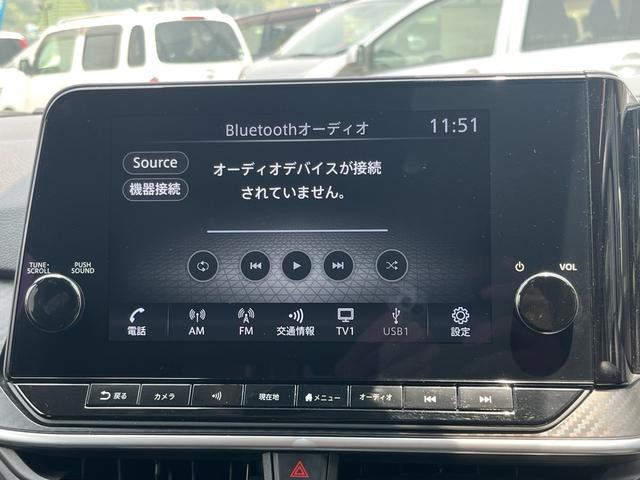 Bluetoothオーディオ
11:51
Source
機器接続
オーディオデバイスが接続
されていません。
TUNE・
SCROLL
PUSH
SOUND
VOL
電話
AM
FM
交通情報
TV1
USB1
設定
戻る
カメラ
現在地
メニュー
オーディオ